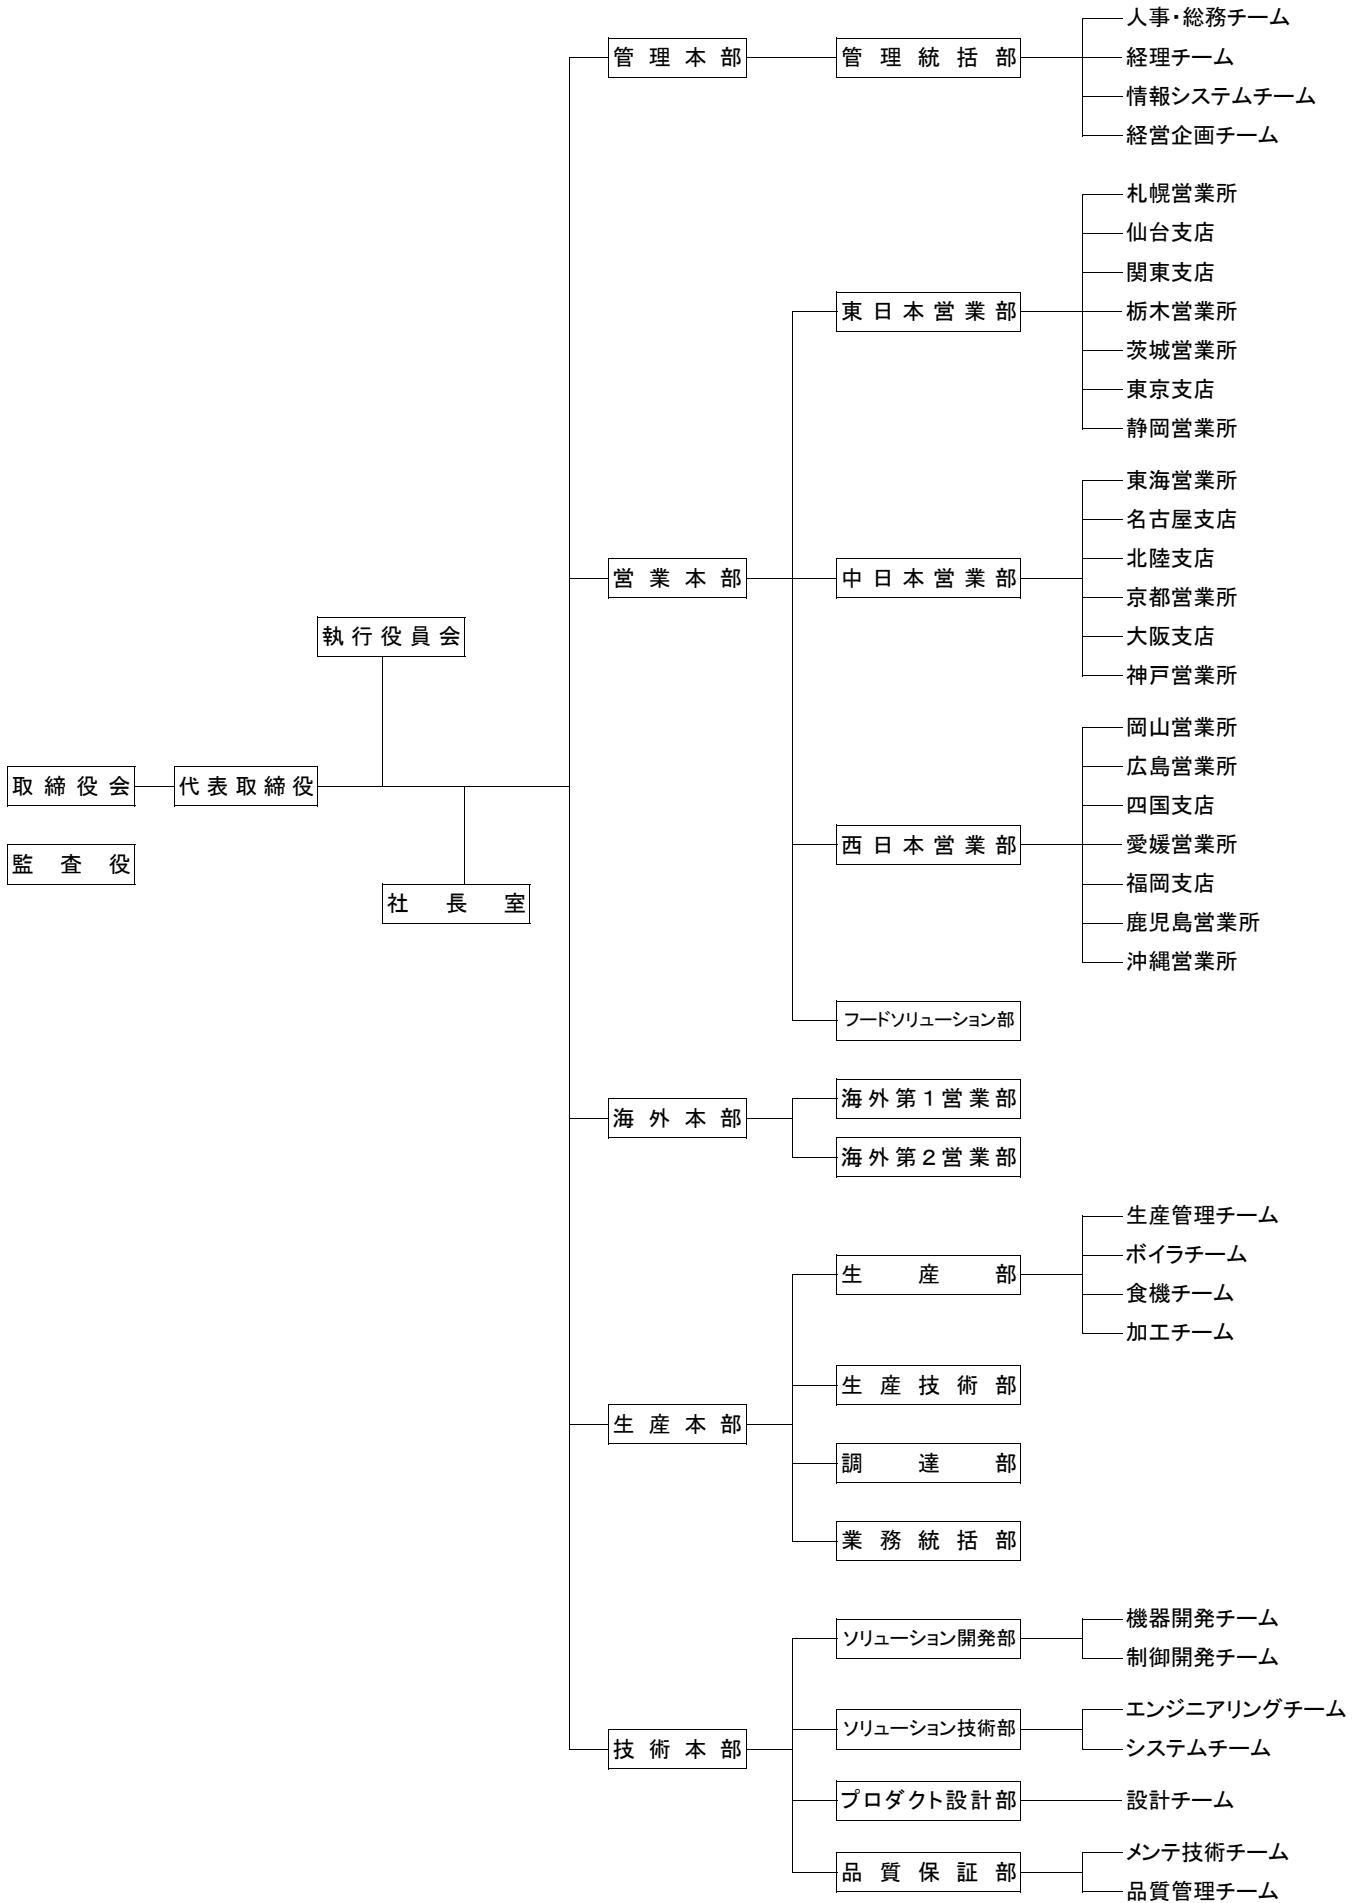 取締役会
監査役
代表取締役
執行役員会
社長室
管理本部
管理統括部
人事・総務チーム
経理チーム
情報システムチーム
経営企画チーム
営業本部
東日本営業部
札幌営業所
仙台支店
関東支店
栃木営業所
茨城営業所
東京支店
静岡営業所
中日本営業部
東海営業所
名古屋支店
北陸支店
京都営業所
大阪支店
神戸営業所
西日本営業部
岡山営業所
広島営業所
四国支店
愛媛営業所
福岡支店
鹿児島営業所
沖縄営業所
フードソリューション部
海外本部
海外第1営業部
海外第2営業部
生産本部
生産部
生産管理チーム
ボイラチーム
食機チーム
加工チーム
生産技術部
調達部
業務統括部
技術本部
ソリューション開発部
機器開発チーム
制御開発チーム
ソリューション技術部
エンジニアリングチーム
システムチーム
プロダクト設計部
設計チーム
品質保証部
メンテ技術チーム
品質管理チーム